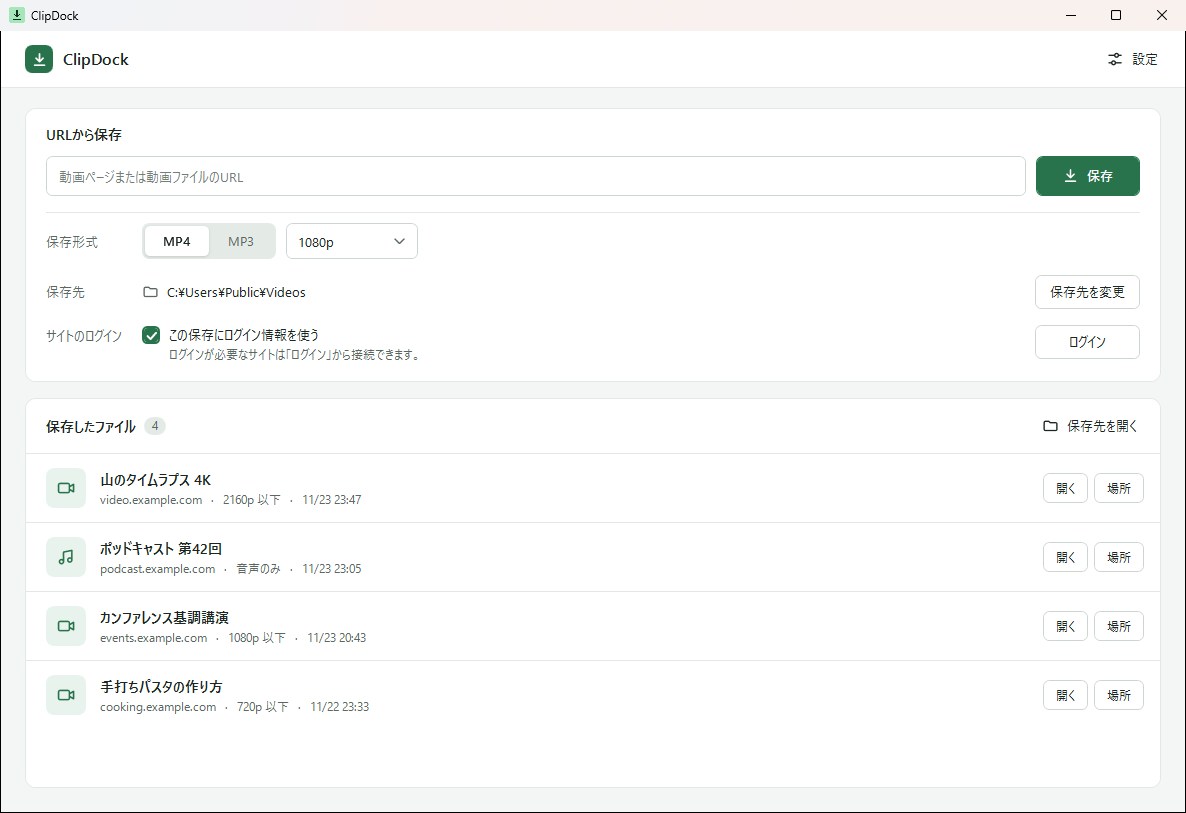 ClipDock
ClipDock
設定
URLから保存
動画ページまたは動画ファイルのURL
保存
保存形式
MP4
MP3
1080p
保存先
C:¥Users¥Public¥Videos
保存先を変更
サイトのログイン
この保存にログイン情報を使う
ログインが必要なサイトは「ログイン」から接続できます。
ログイン
保存したファイル 4
保存先を開く
山のタイムラプス 4K
video.example.com · 2160p 以下 · 11/23 23:47
開く
場所
ポッドキャスト 第42回
podcast.example.com · 音声のみ · 11/23 23:05
開く
場所
カンファレンス基調講演
events.example.com · 1080p 以下 · 11/23 20:43
開く
場所
手打ちパスタの作り方
cooking.example.com · 720p 以下 · 11/22 23:33
開く
場所